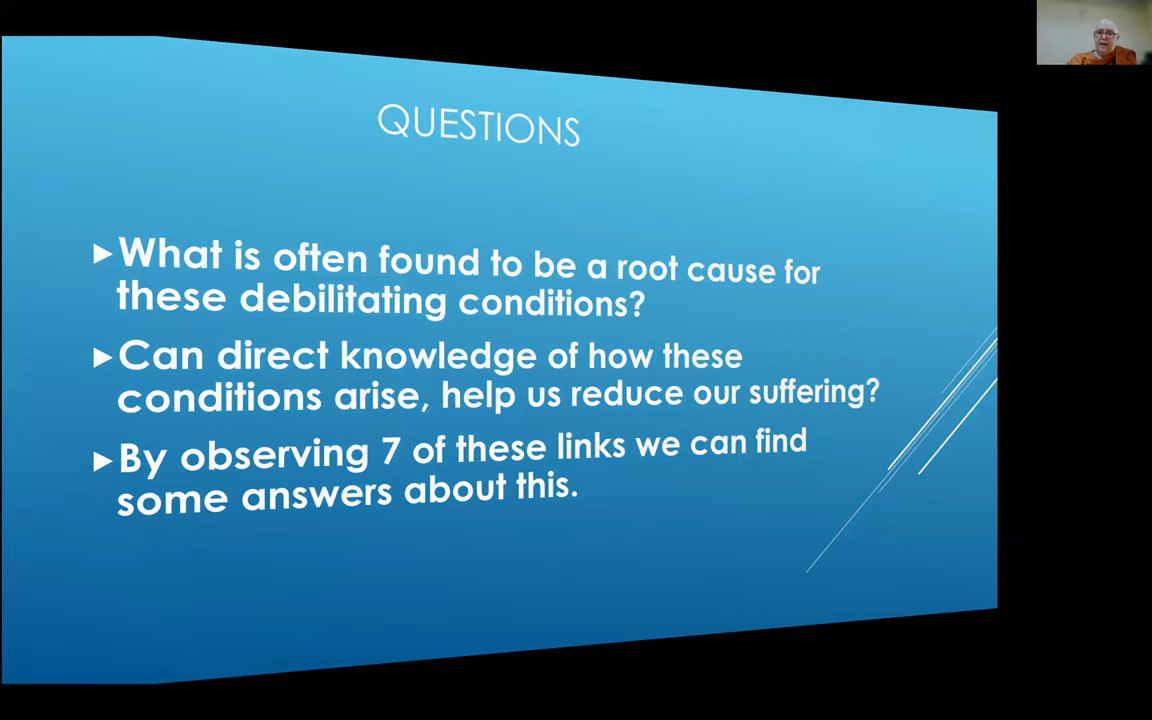 QUESTIONS
What is often found to be a root cause for
these debilitating conditions?
Can direct knowledge of how these
conditions arise, help us reduce our suffering?
By observing 7 of these links we can find
some answers about this.